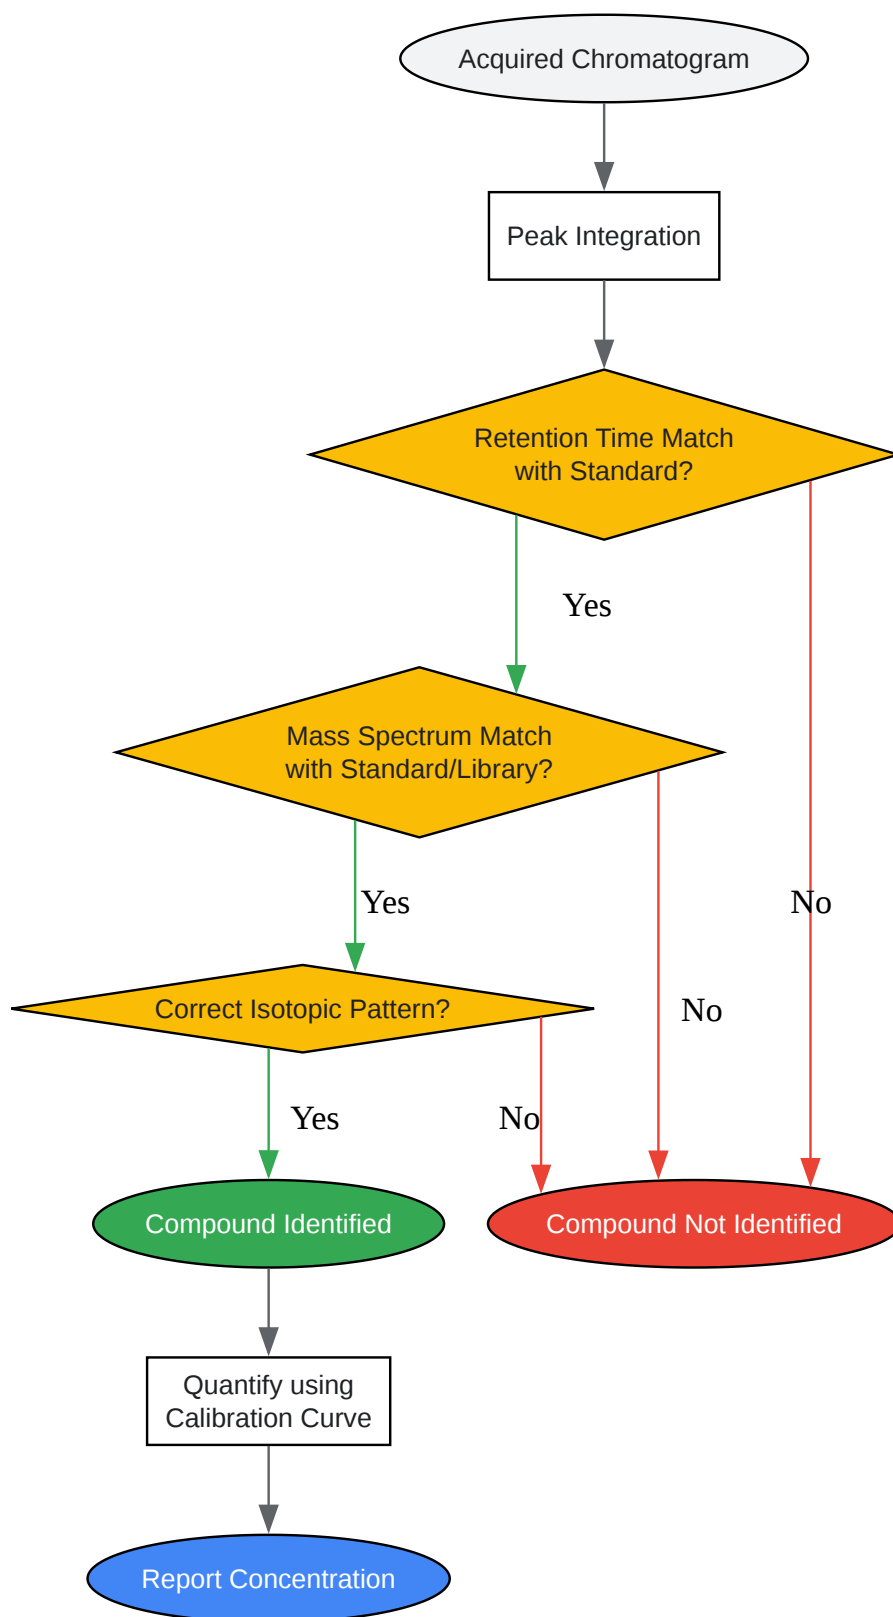 Acquired Chromatogram
Peak Integration
Retention Time Match
with Standard?
Yes
Mass Spectrum Match
with Standard/Library?
Yes
No
Correct Isotopic Pattern?
No
Yes
No
Compound Identified
Compound Not Identified
Quantify using
Calibration Curve
Report Concentration